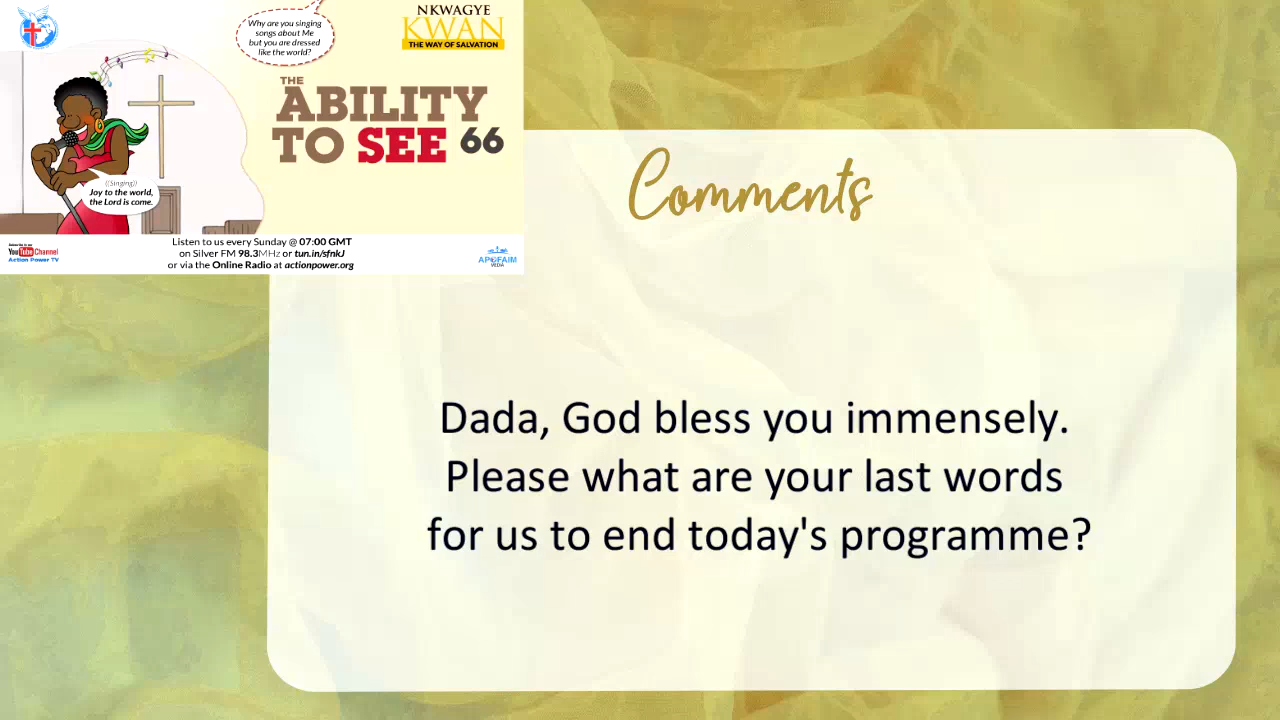 Why are you singing
songs about Me
but you are dressed
like the world?
NKWAGYE
KWAN
THE WAY OF SALVATION
THE
ABILITY
TO SEE 66
((Singing))
Joy to the world,
the Lord is come.
YouTube Channel
Action Power TV
Listen to us every Sunday @ 07:00 GMT
on Silver FM 98.3MHz or tun.in/sfnkJ
or via the Online Radio at actionpower.org
APOFAIM
MEDIA
Comments
Dada, God bless you immensely.
Please what are your last words
for us to end today's programme?